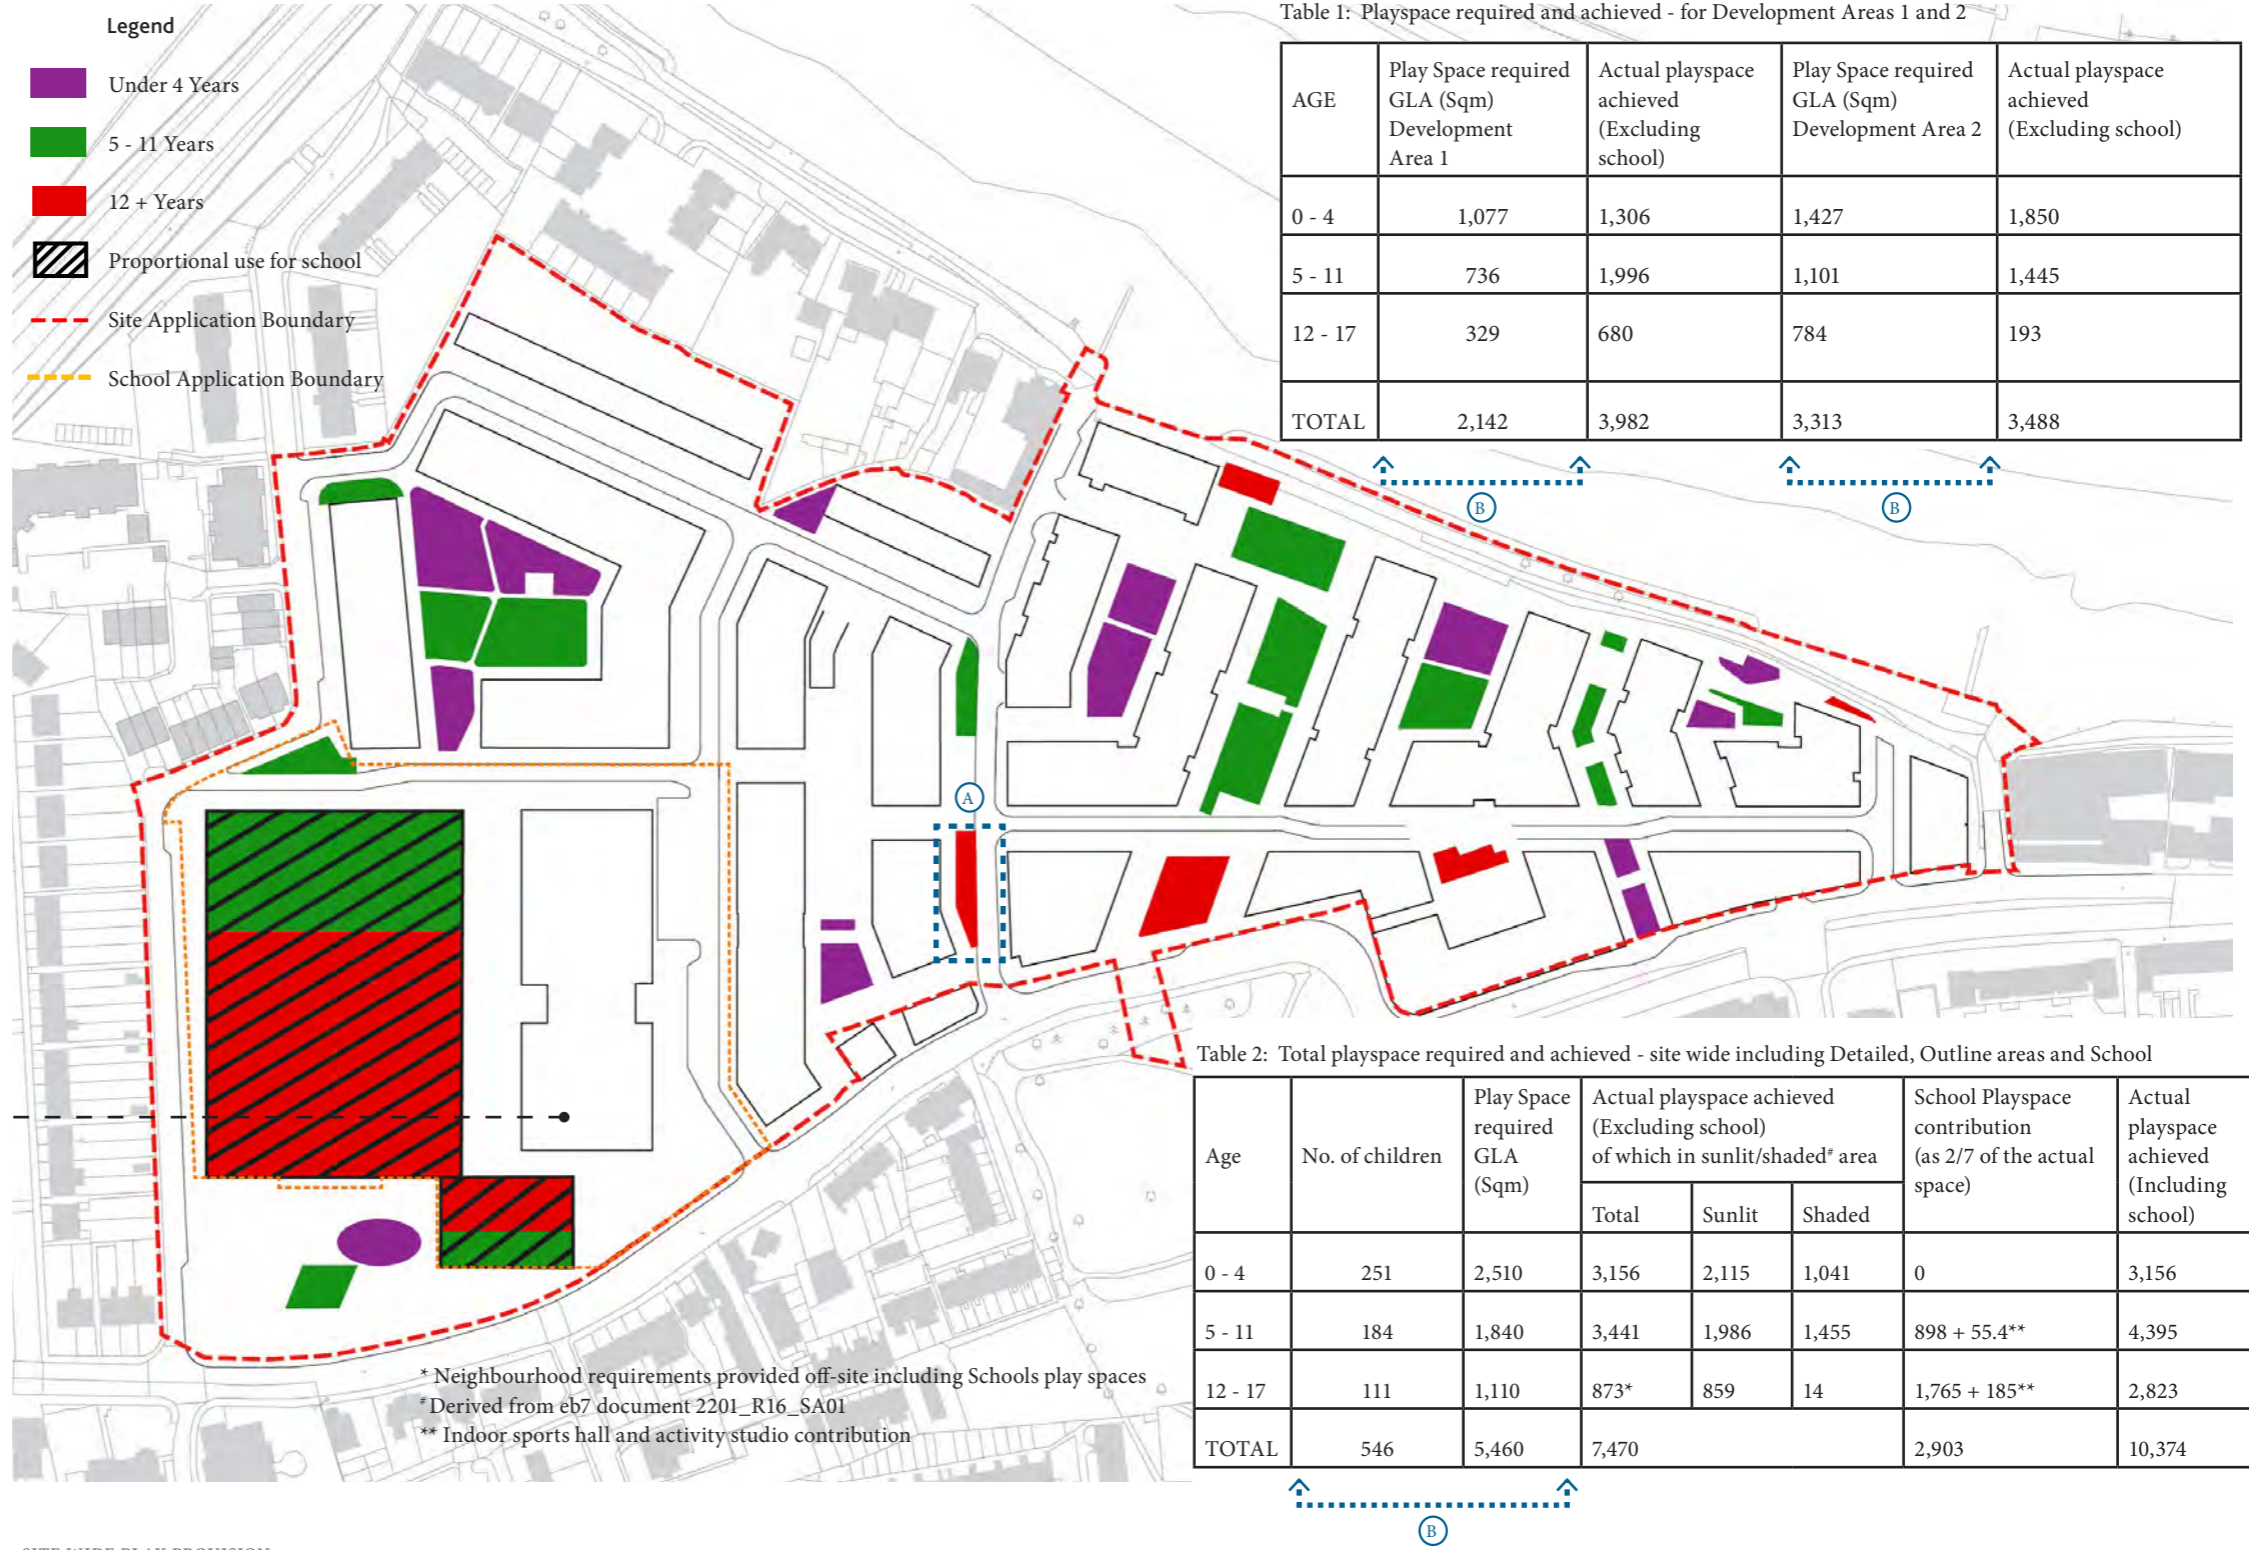 Legend
Under 4 Years
5 - 11 Years
12 + Years
Proportional use for school
Site Application Boundary
School Application Boundary
Table 1: Playspace required and achieved - for Development Areas 1 and 2
AGE
Play Space required
GLA (Sqm)
Development
Area 1
Actual playspace
achieved
(Excluding
school)
Play Space required
GLA (Sqm)
Development Area 2
Actual playspace
achieved
(Excluding school)
0 - 4 1,077 1,306 1,427 1,850
5 - 11 736 1,996 1,101 1,445
12 - 17 329 680 784 193
TOTAL 2,142 3,982 3,313 3,488
B
B
A
Table 2: Total playspace required and achieved - site wide including Detailed, Outline areas and School
Age
No. of children
Play Space
required
GLA
(Sqm)
Actual playspace achieved
(Excluding school)
of which in sunlit/shaded# area
Total Sunlit Shaded
School Playspace
contribution
(as 2/7 of the actual
space)
Actual
playspace
achieved
(Including
school)
0 - 4 251 2,510 3,156 2,115 1,041 0 3,156
5 - 11 184 1,840 3,441 1,986 1,455 898 + 55.4** 4,395
12 - 17 111 1,110 873* 859 14 1,765 + 185** 2,823
TOTAL 546 5,460 7,470 2,903 10,374
B
* Neighbourhood requirements provided off-site including Schools play spaces
# Derived from eb7 document 2201_R16_SA01
** Indoor sports hall and activity studio contribution
SITE WIDE PLAY PROVISION